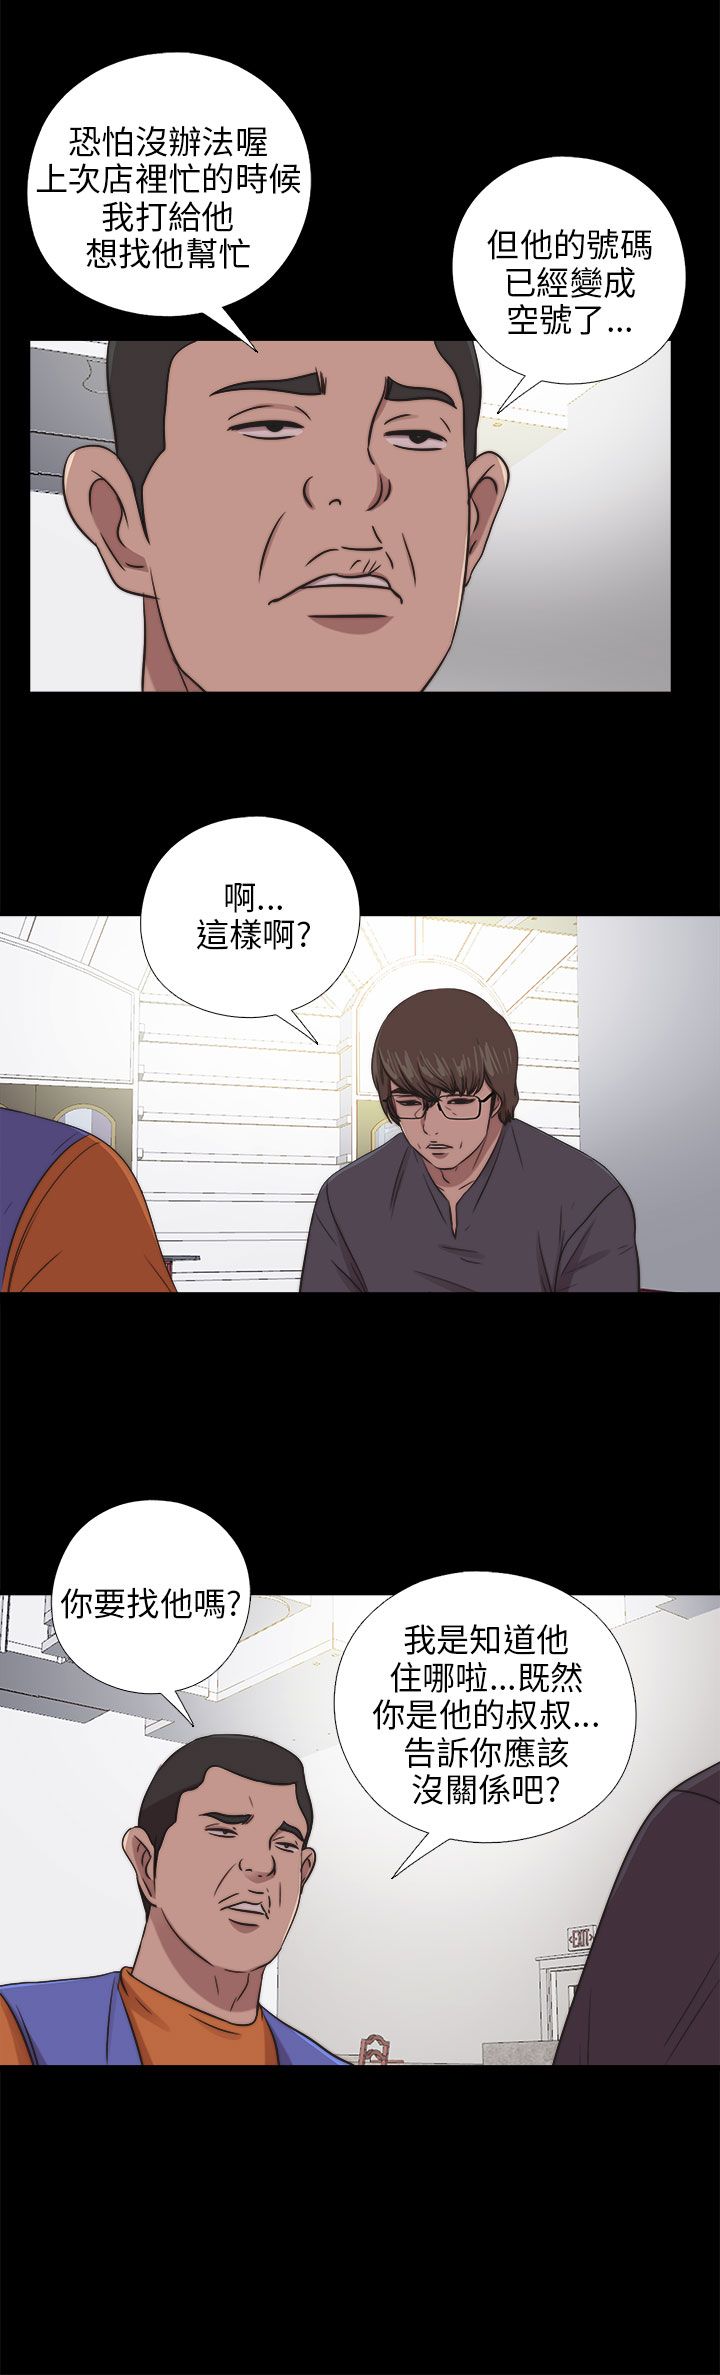 恐怕沒辦法喔
上次店裡忙的時候
我打給他
想找他幫忙
但他的號碼
已經變成
空號了...
啊...
這樣啊?
你要找他嗎?
我是知道他
住哪啦...既然
你是他的叔叔...
告訴你應該
沒關係吧?
EXIT